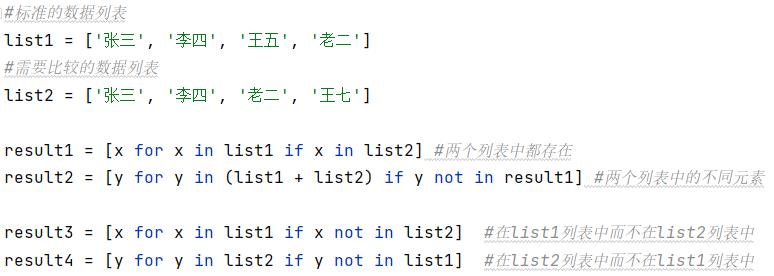 #标准的数据列表
list1 = ['张三', '李四', '王五', '老二']
#需要比较的数据列表
list2 = ['张三', '李四', '老二', '王七']
result1 = [x for x in list1 if x in list2] #两个列表中都存在
result2 = [y for y in (list1 + list2) if y not in result1] #两个列表中的不同元素
result3 = [x for x in list1 if x not in list2]  #在list1列表中而不在list2列表中
result4 = [y for y in list2 if y not in list1]  #在list2列表中而不在list1列表中